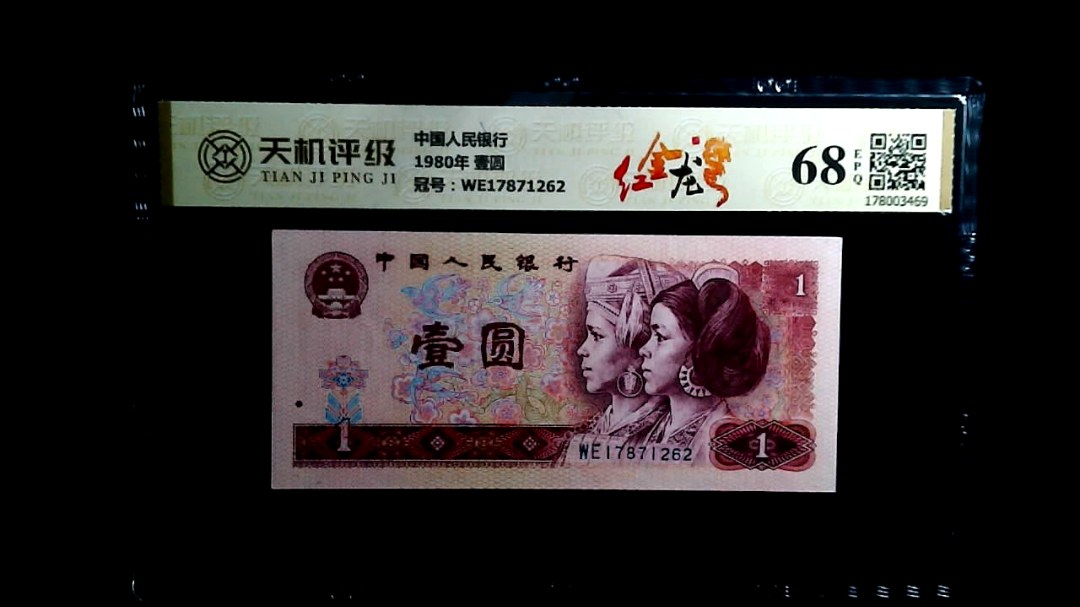 天机评级
TIAN JI PING JI
中国人民银行
1980年 壹圆
冠号：WE17871262
红金龙
68
EPQ
178003469
中国人民银行
1
壹圆
1
WE17871262
1